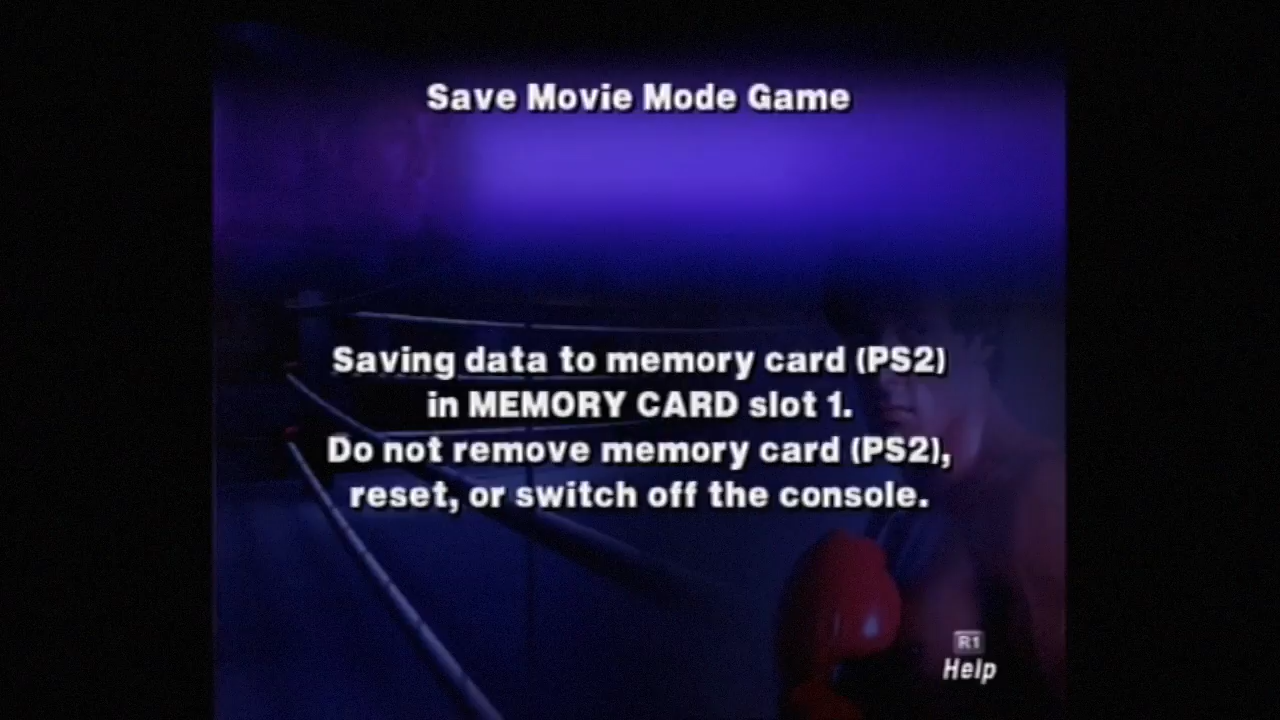 Save Movie Mode Game
Saving data to memory card (PS2)
in MEMORY CARD slot 1.
Do not remove memory card (PS2),
reset, or switch off the console.
R1
Help